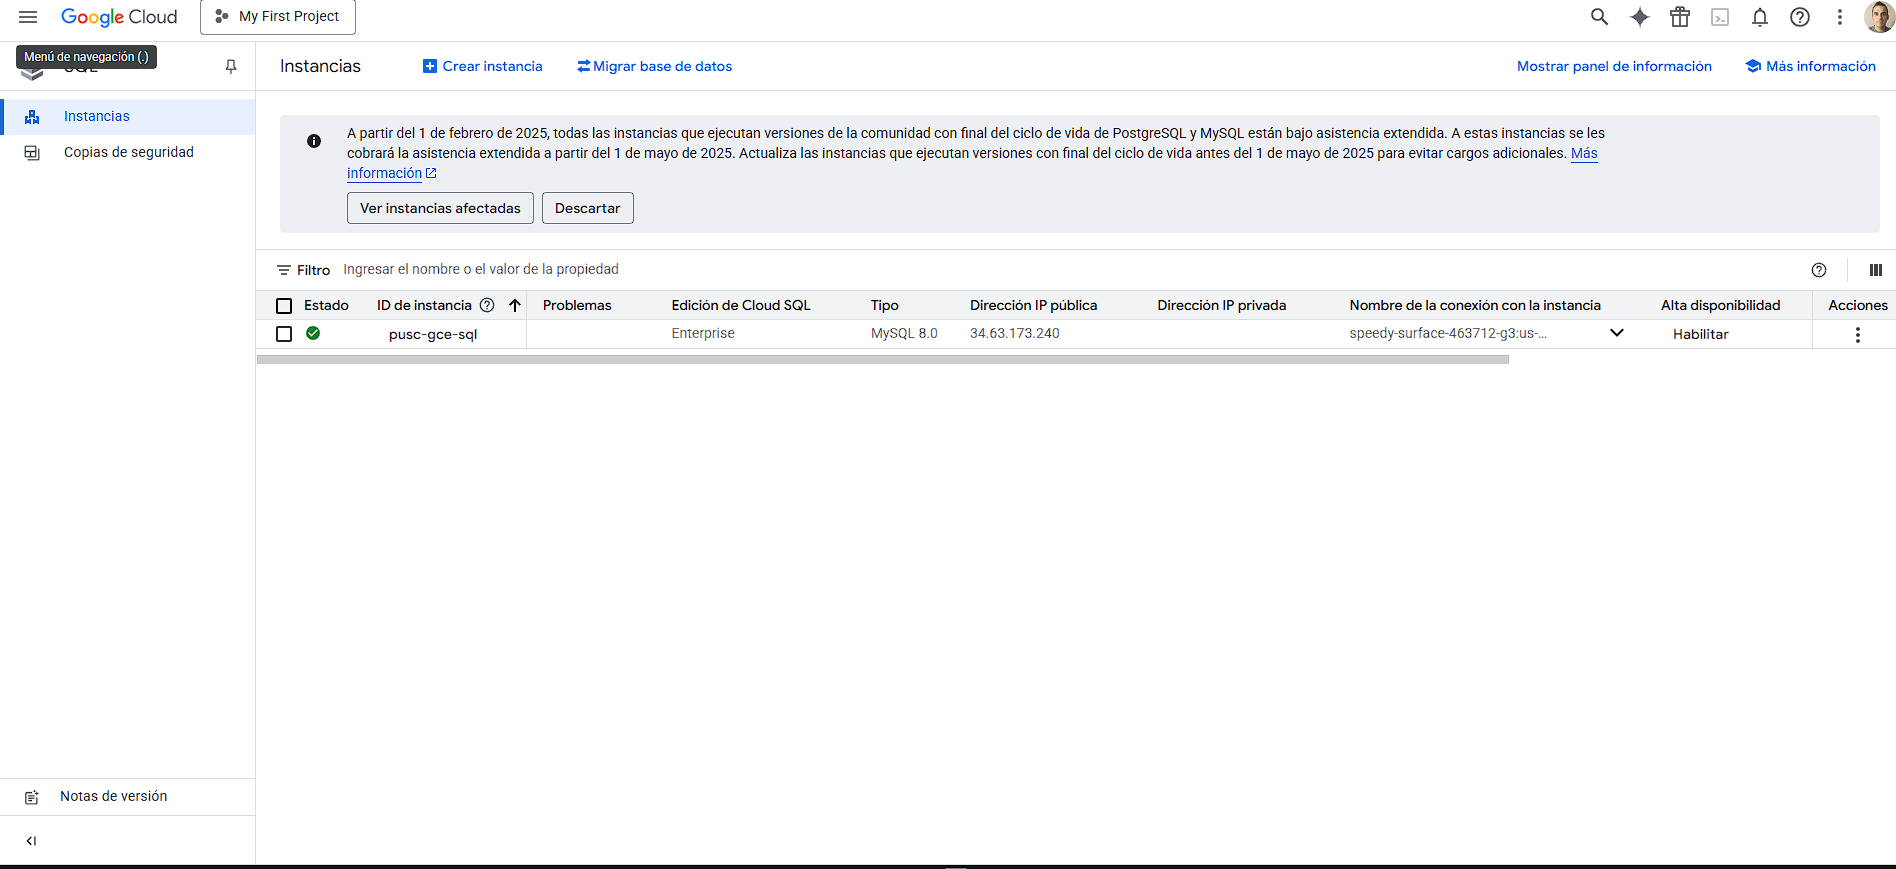 Google Cloud
My First Project
Menú de navegación (.)
Instancias
Crear instancia
Migrar base de datos
Mostrar panel de información
Más información
Instancias
Copias de seguridad
A partir del 1 de febrero de 2025, todas las instancias que ejecutan versiones de la comunidad con final del ciclo de vida de PostgreSQL y MySQL están bajo asistencia extendida. A estas instancias se les
cobrará la asistencia extendida a partir del 1 de mayo de 2025. Actualiza las instancias que ejecutan versiones con final del ciclo de vida antes del 1 de mayo de 2025 para evitar cargos adicionales. Más
información
Ver instancias afectadas
Descartar
Filtro Ingresar el nombre o el valor de la propiedad
Estado ID de instancia Problemas Edición de Cloud SQL Tipo Dirección IP pública Dirección IP privada Nombre de la conexión con la instancia Alta disponibilidad Acciones
pusc-gce-sql Enterprise MySQL 8.0 34.63.173.240 speedy-surface-463712-g3:us-... Habilitar
Notas de versión